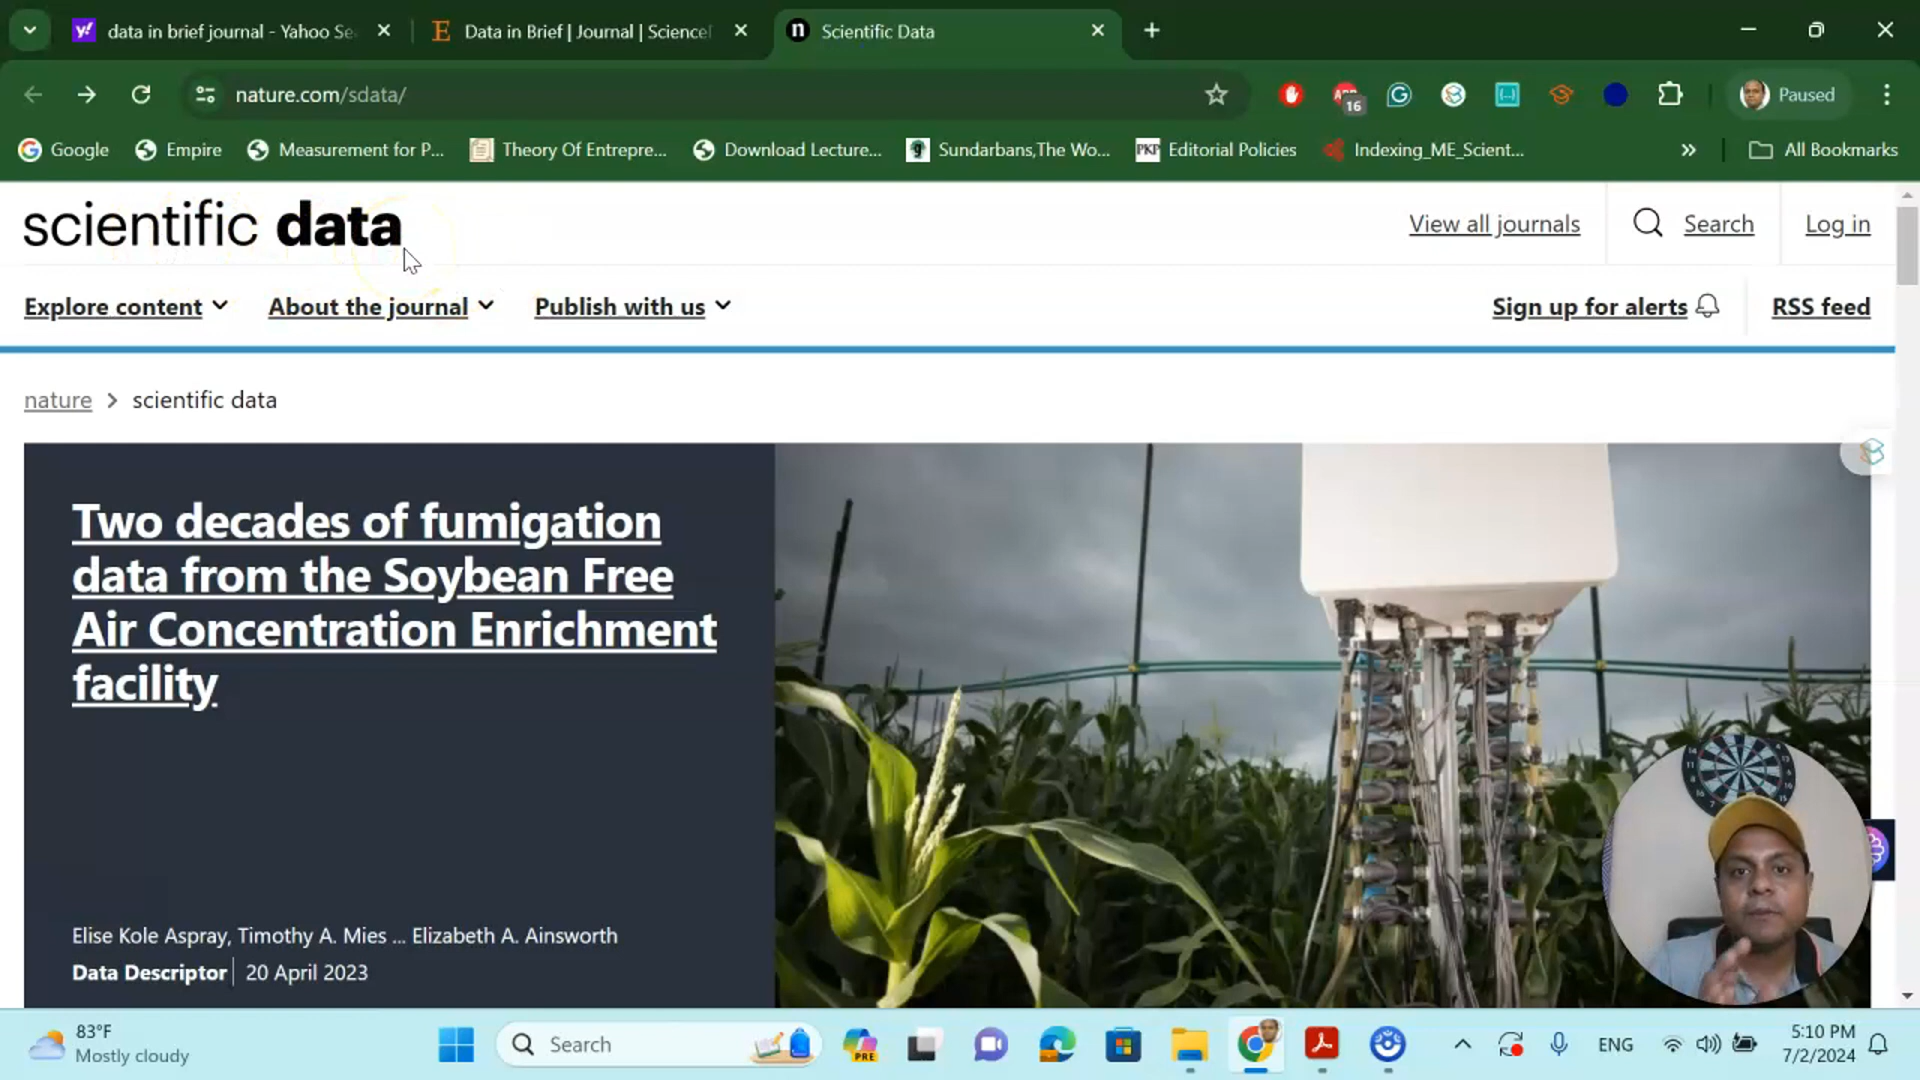 data in brief journal - Yahoo Se
Data in Brief | Journal | Science
Scientific Data
nature.com/sdata/
16
Paused
Google
Empire
Measurement for P...
Theory Of Entrepre...
Download Lecture...
Sundarbans,The Wo...
PKP
Editorial Policies
Indexing_ME_Scient...
All Bookmarks
scientific data
View all journals
Search
Log in
Explore content
About the journal
Publish with us
Sign up for alerts
RSS feed
nature > scientific data
Two decades of fumigation
data from the Soybean Free
Air Concentration Enrichment
facility
Elise Kole Aspray, Timothy A. Mies ... Elizabeth A. Ainsworth
Data Descriptor | 20 April 2023
83°F
Mostly cloudy
Search
PRE
ENG
5:10 PM
7/2/2024